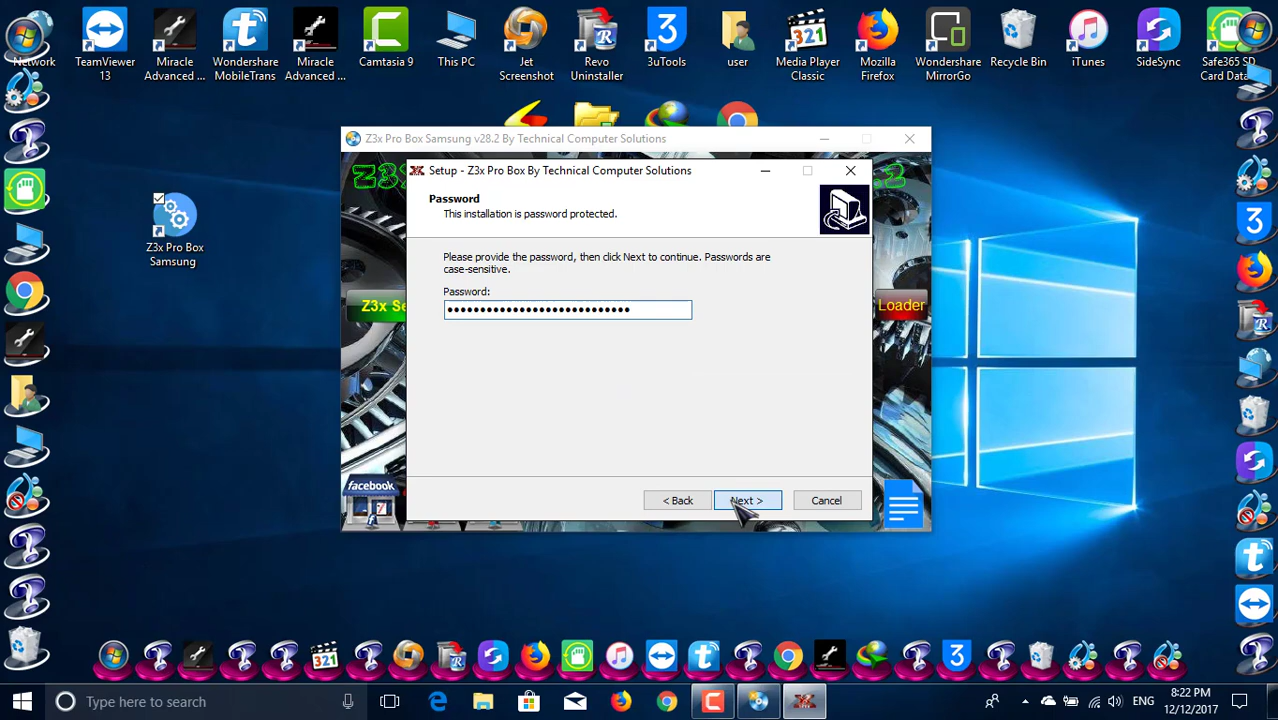 Network
TeamViewer 13
Miracle Advanced ...
Wondershare MobileTrans
Miracle Advanced ...
Camtasia 9
This PC
Jet Screenshot
Revo Uninstaller
3uTools
user
Media Player Classic
Mozilla Firefox
Wondershare MirrorGo
Recycle Bin
iTunes
SideSync
Safe365 SD Card Data
Z3x Pro Box Samsung v28.2 By Technical Computer Solutions
Setup - Z3x Pro Box By Technical Computer Solutions
Password
This installation is password protected.
Z3x Pro Box
Samsung
Please provide the password, then click Next to continue. Passwords are
case-sensitive.
Password:
Z3x Se
Loader
facebook
< Back
Next >
Cancel
Type here to search
ENG
8:22 PM
12/12/2017